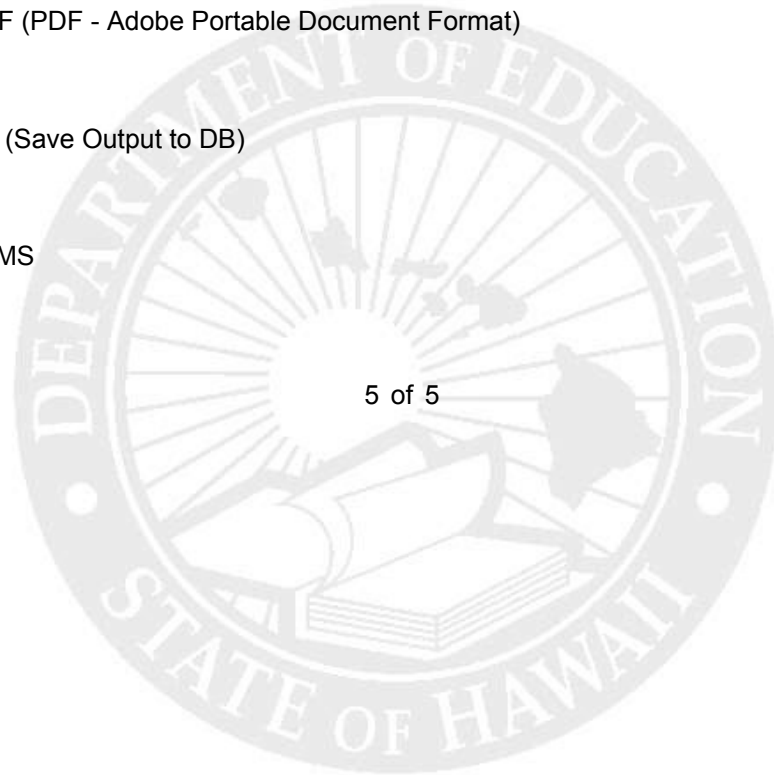 F (PDF - Adobe Portable Document Format)
(Save Output to DB)
MS
5 of 5
DEPARTMENT OF EDUCATION
STATE OF HAWAII